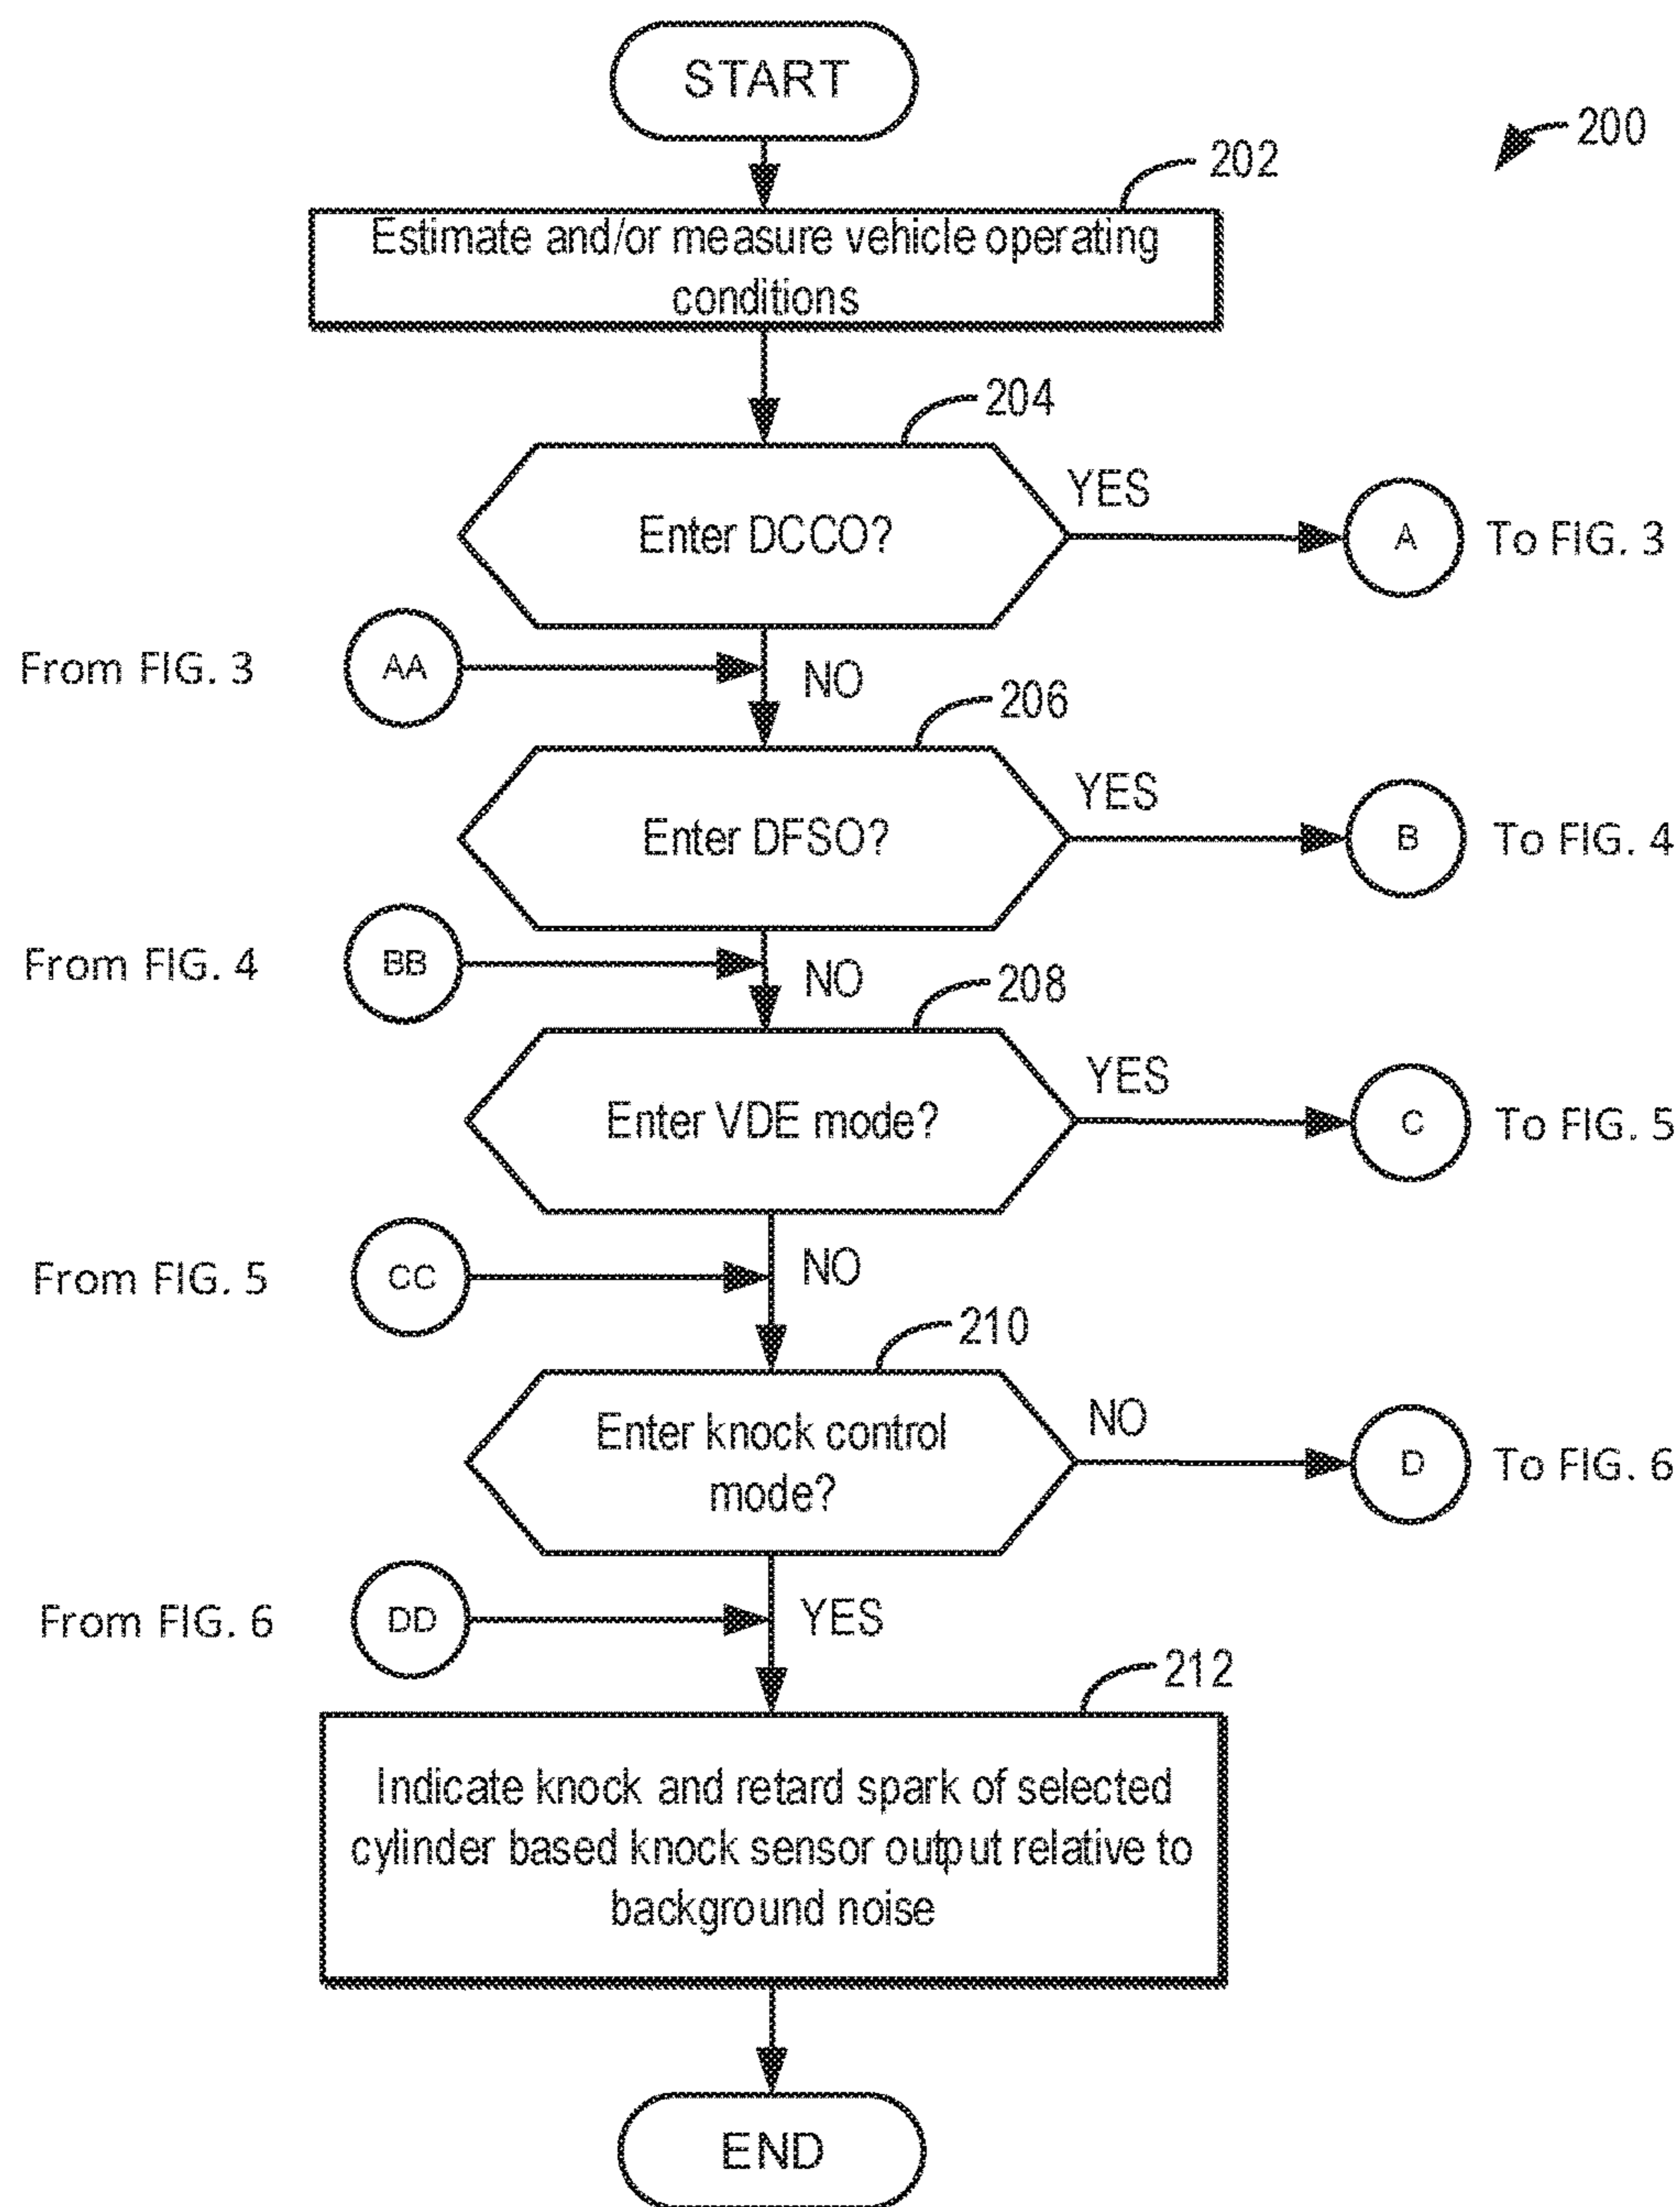 START
200
202
Estimate and/or measure vehicle operating
conditions
204
Enter DCCO?
YES
A
To FIG. 3
From FIG. 3
AA
NO
206
Enter DFSO?
YES
B
To FIG. 4
From FIG. 4
BB
NO
208
Enter VDE mode?
YES
C
To FIG. 5
From FIG. 5
CC
NO
210
Enter knock control
mode?
NO
D
To FIG. 6
From FIG. 6
DD
YES
212
Indicate knock and retard spark of selected
cylinder based knock sensor output relative to
background noise
END